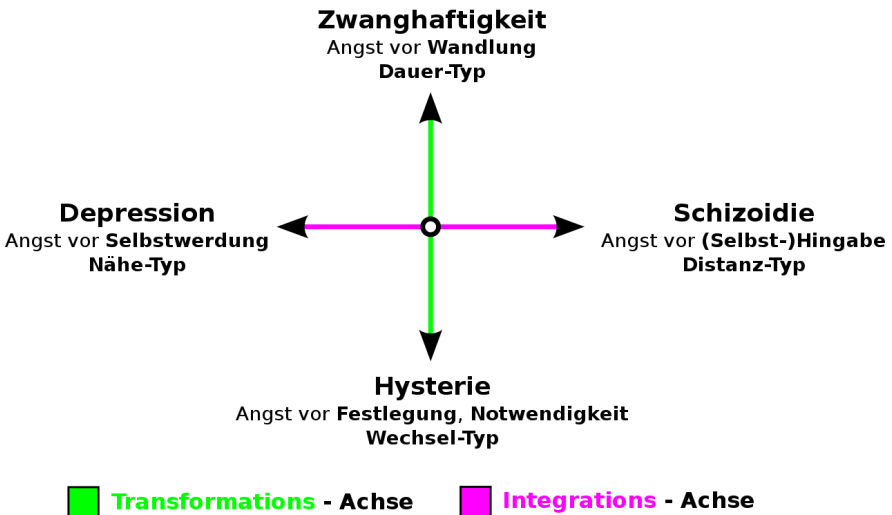 Zwanghaftigkeit
Angst vor Wandlung
Dauer-Typ
Depression
Angst vor Selbstwerdung
Nähe-Typ
Schizoidie
Angst vor (Selbst-)Hingabe
Distanz-Typ
Hysterie
Angst vor Festlegung, Notwendigkeit
Wechsel-Typ
Transformations - Achse
Integrations - Achse